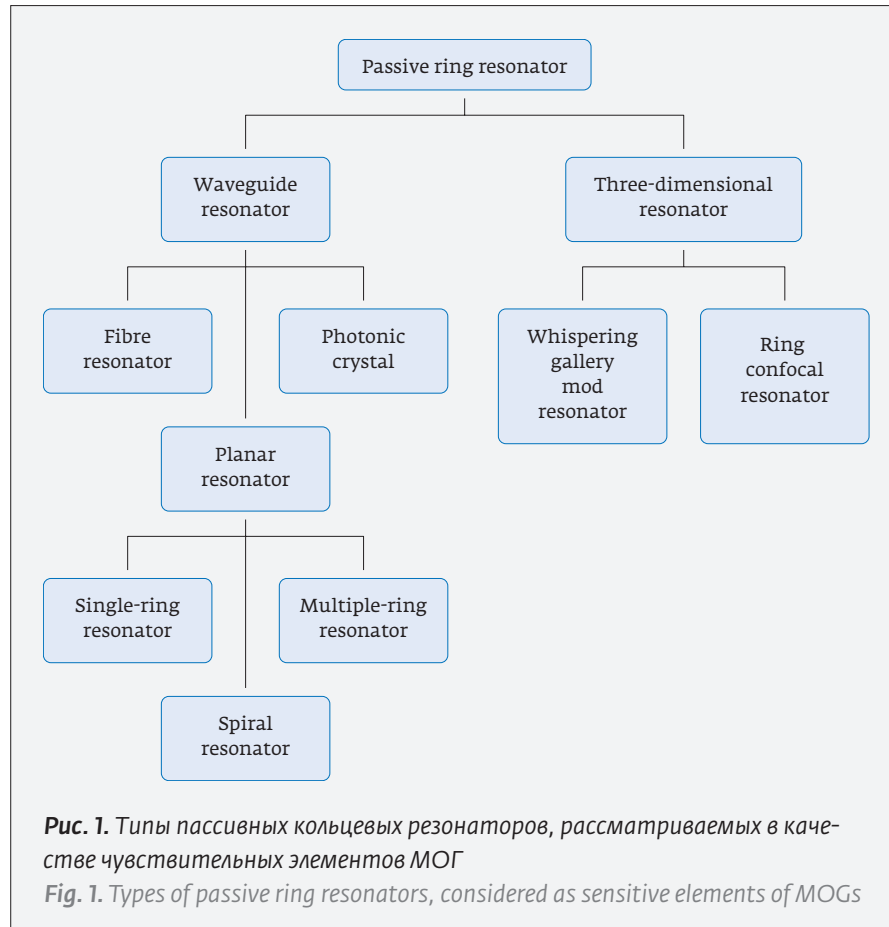 Passive ring resonator
Waveguide
resonator
Three-dimensional
resonator
Fibre
resonator
Photonic
crystal
Whispering
gallery
mod
resonator
Ring
confocal
resonator
Planar
resonator
Single-ring
resonator
Multiple-ring
resonator
Spiral
resonator
Рис. 1. Типы пассивных кольцевых резонаторов, рассматриваемых в каче-
стве чувствительных элементов МОГ
Fig. 1. Types of passive ring resonators, considered as sensitive elements of MOGs